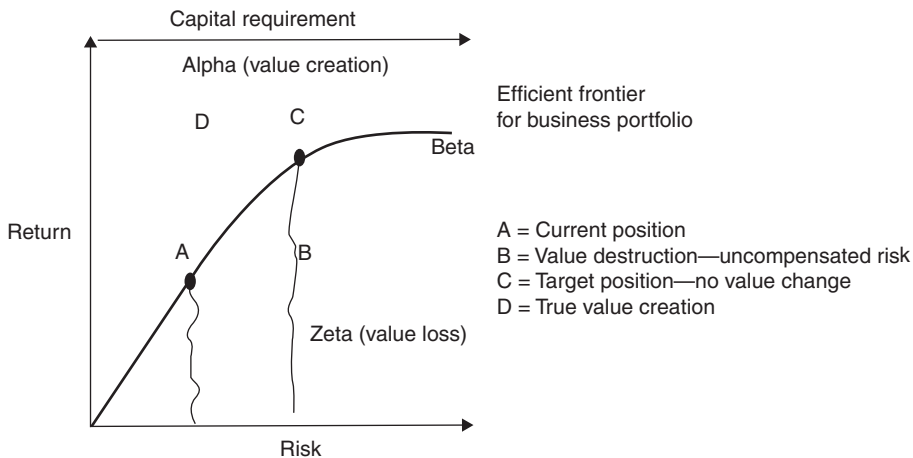 Capital requirement
Alpha (value creation)
D
C
Beta
Return
A
B
Zeta (value loss)
Risk
Efficient frontier
for business portfolio
A = Current position
B = Value destruction—uncompensated risk
C = Target position—no value change
D = True value creation